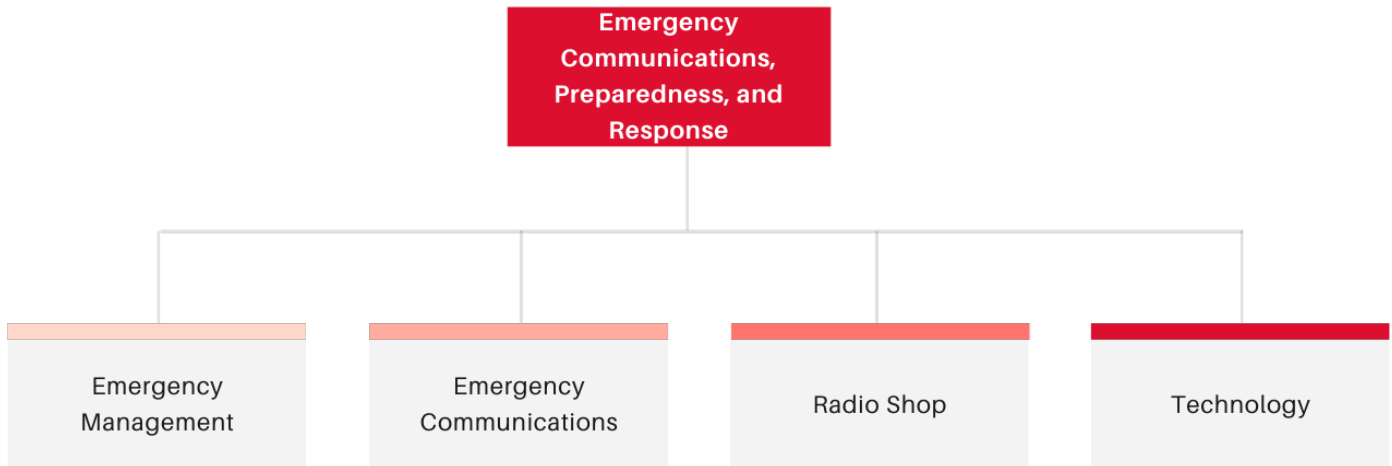 Emergency
Communications,
Preparedness, and
Response
Emergency
Management
Emergency
Communications
Radio Shop
Technology